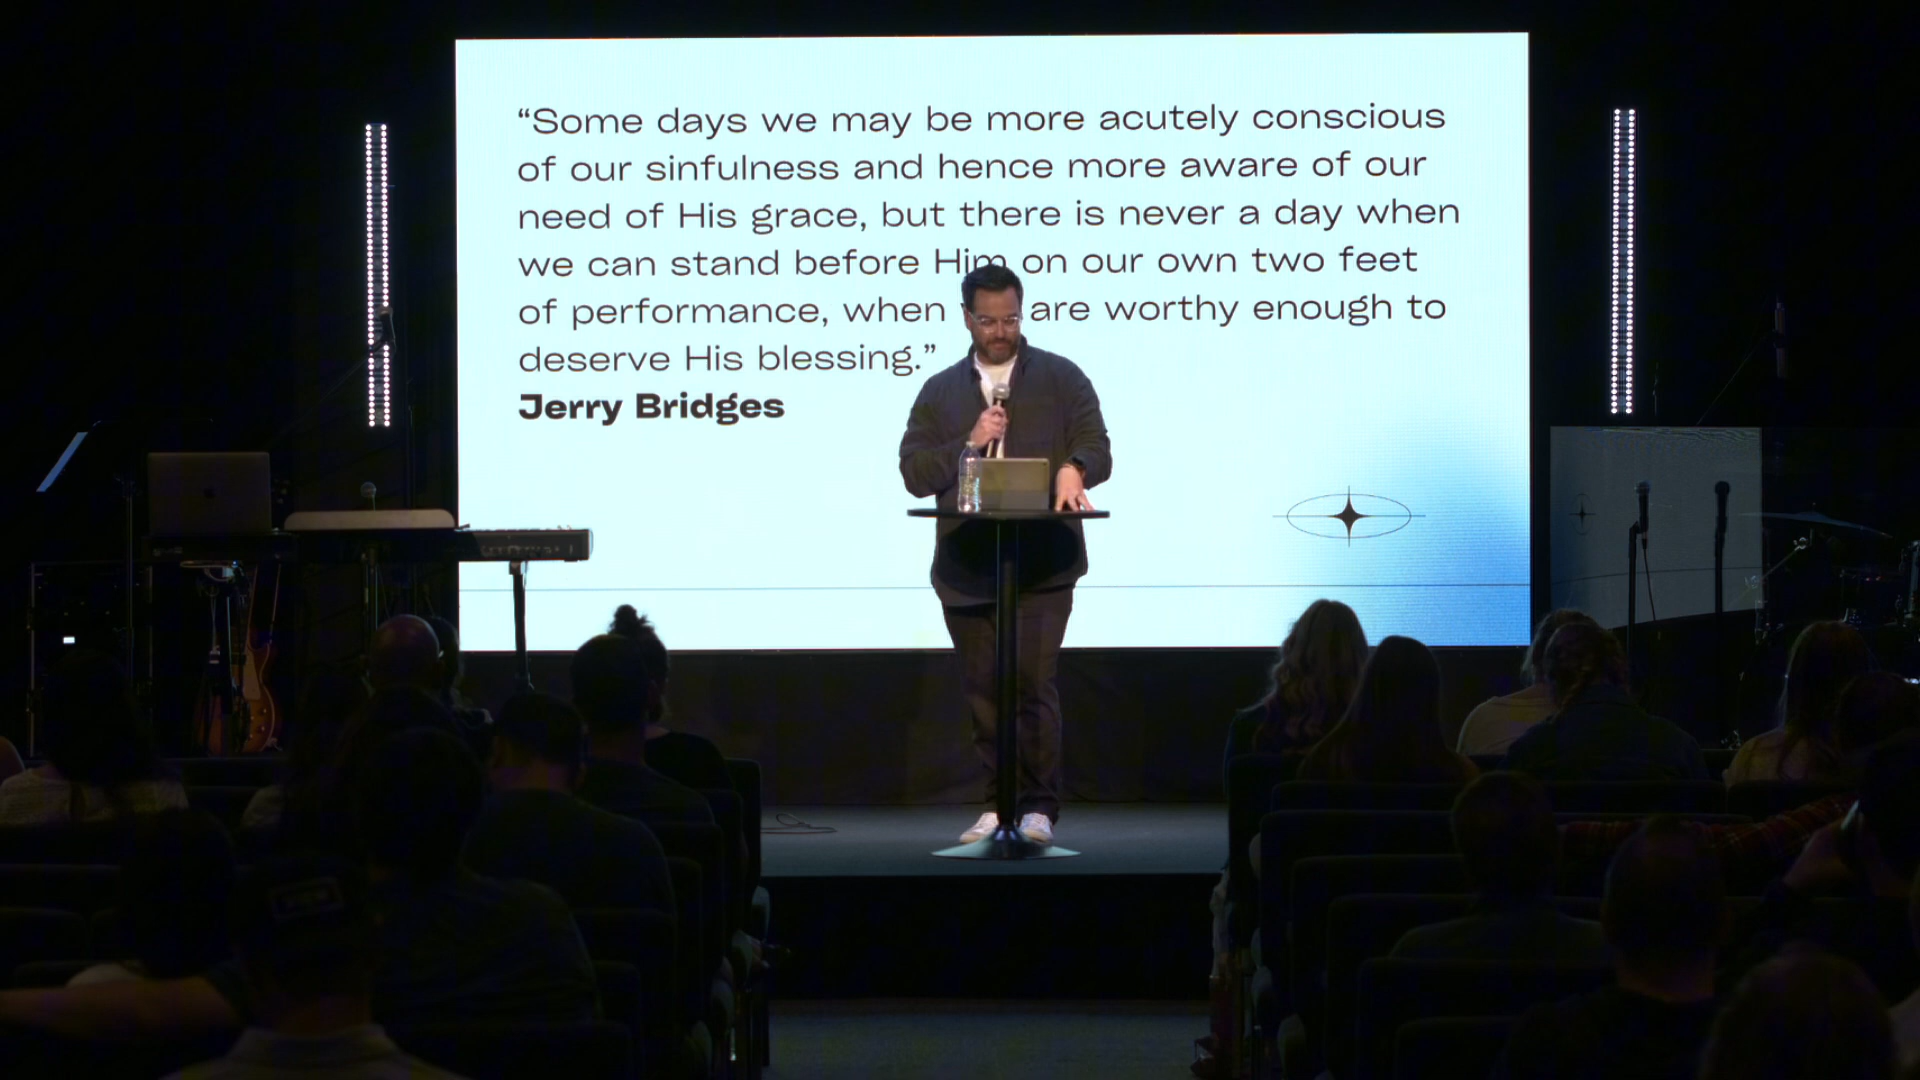 “Some days we may be more acutely conscious
of our sinfulness and hence more aware of our
need of His grace, but there is never a day when
we can stand before Him on our own two feet
of performance, when are worthy enough to
deserve His blessing.”
Jerry Bridges